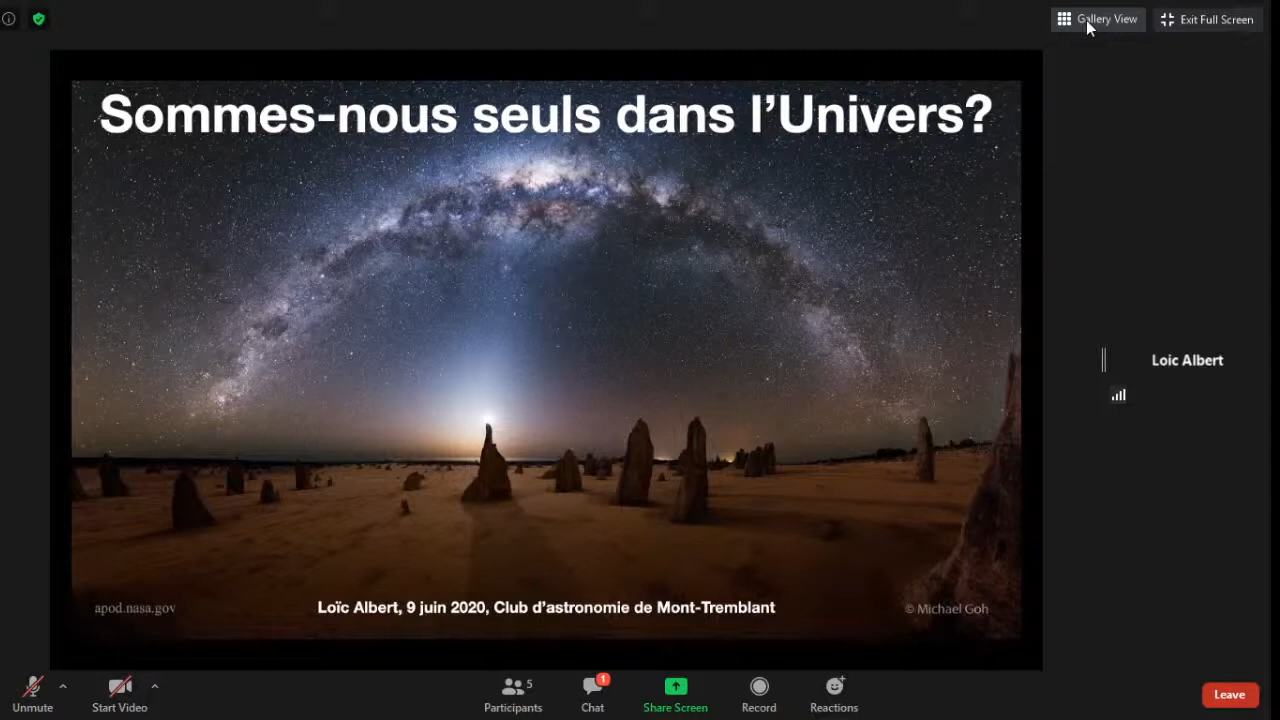 Gallery View
Exit Full Screen
Sommes-nous seuls dans l’Univers?
Loic Albert
apod.nasa.gov
Loïc Albert, 9 juin 2020, Club d’astronomie de Mont-Tremblant
© Michael Goh
Unmute
Start Video
5
Participants
1
Chat
Share Screen
Record
Reactions
Leave